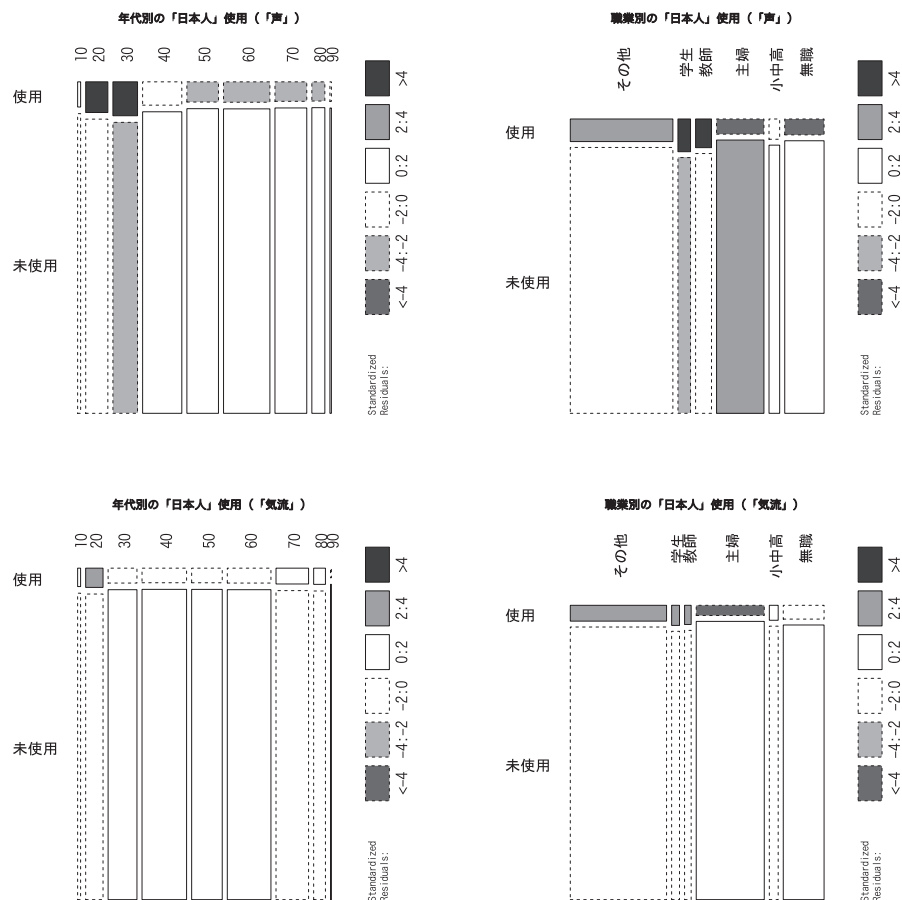 年代別の「日本人」使用（「声」）
10 20 30 40 50 60 70 80 90
使用
未使用
>4
2:4
0:2
-2:0
-4:-2
<-4
Standardized
Residuals:
職業別の「日本人」使用（「声」）
その他 学生 教師 主婦 小中高 無職
使用
未使用
>4
2:4
0:2
-2:0
-4:-2
<-4
Standardized
Residuals:
年代別の「日本人」使用（「気流」）
10 20 30 40 50 60 70 80 90
使用
未使用
>4
2:4
0:2
-2:0
-4:-2
<-4
Standardized
Residuals:
職業別の「日本人」使用（「気流」）
その他 学生 教師 主婦 小中高 無職
使用
未使用
>4
2:4
0:2
-2:0
-4:-2
<-4
Standardized
Residuals: